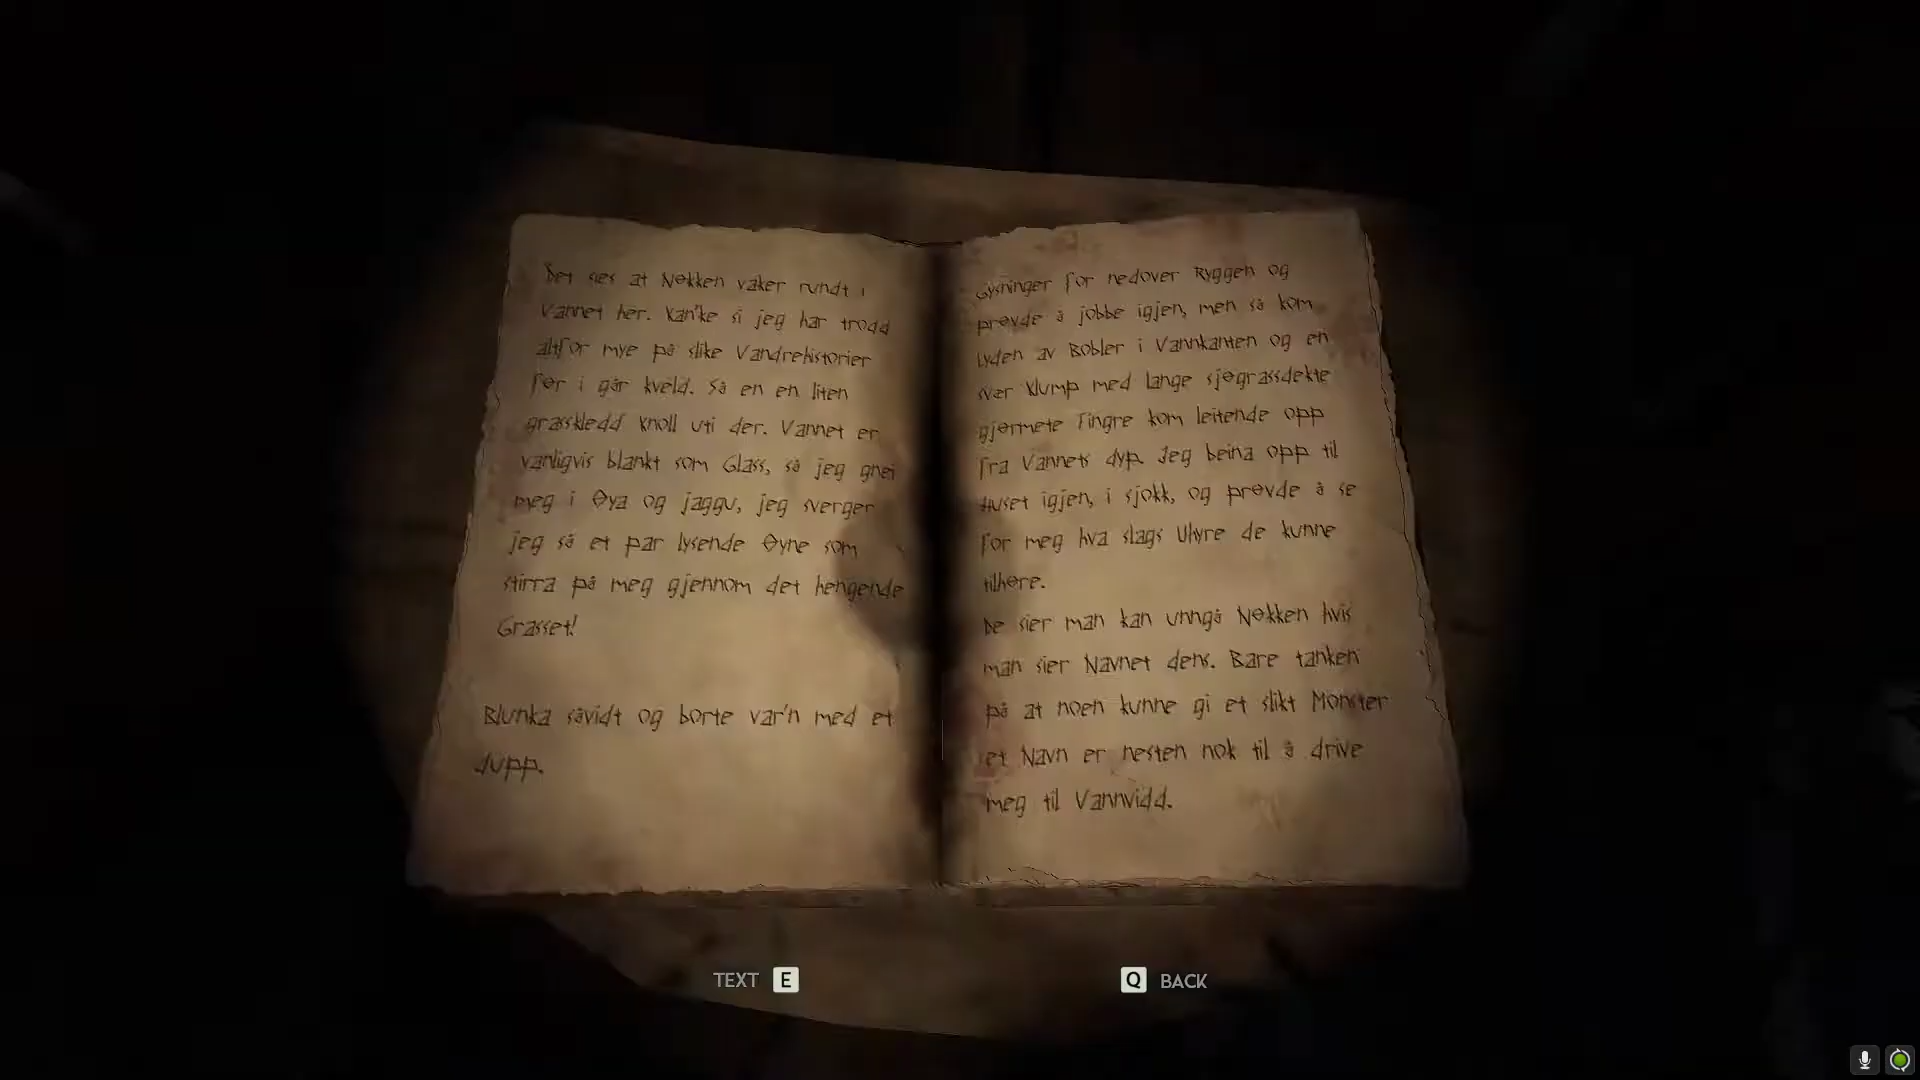 Det sies at Nøkken vaker rundt i
Vannet her. Kan'ke si jeg har trodd
altfor mye på slike Vandrehistorier
før i går kveld. Så en en liten
grasskledd knoll uti der. Vannet er
vanligvis blankt som Glass, så jeg gnei
meg i Øya og jaggu, jeg sverger
jeg så et par lysende Øyne som
stirra på meg gjennom det hengende
Grasset!
Blunka såvidt og borte var'n med et
dupp.
Gysninger for nedover Ryggen og
prøvde å jobbe igjen, men så kom
Lyden av Bobler i Vannkanten og en
svær klump med lange sjøgrassdekte
gjørmete Fingre kom leitende opp
fra Vannets dyp. Jeg beina opp til
Huset igjen, i sjokk, og prøvde å se
for meg hva slags Uhyre de kunne
tilhøre.
De sier man kan unngå Nøkken hvis
man sier Navnet dens. Bare tanken
på at noen kunne gi et slikt Monster
et Navn er nesten nok til å drive
meg til Vannvidd.
TEXT E
Q BACK